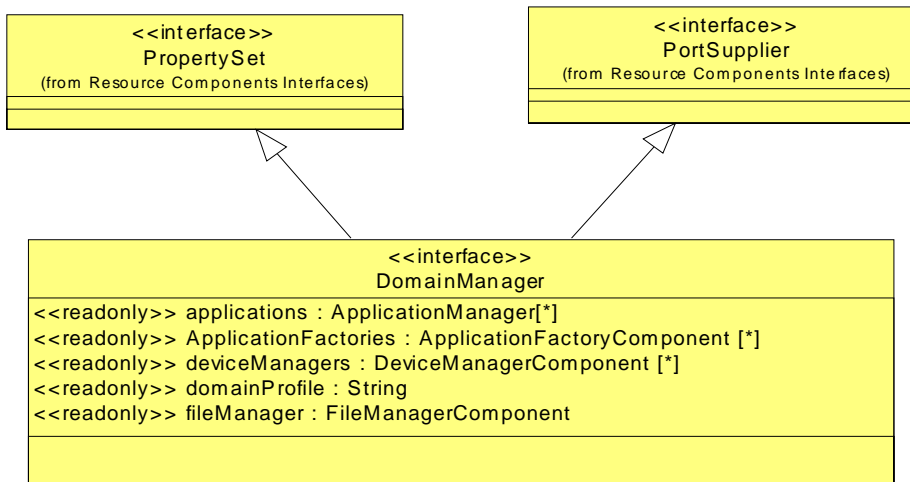 <<interface>>
PropertySet
(from Resource Components Interfaces)
<<interface>>
PortSupplier
(from Resource Components Interfaces)
<<interface>>
DomainManager
<<readonly>> applications : ApplicationManager[*]
<<readonly>> ApplicationFactories : ApplicationFactoryComponent [*]
<<readonly>> deviceManagers : DeviceManagerComponent [*]
<<readonly>> domainProfile : String
<<readonly>> fileManager : FileManagerComponent